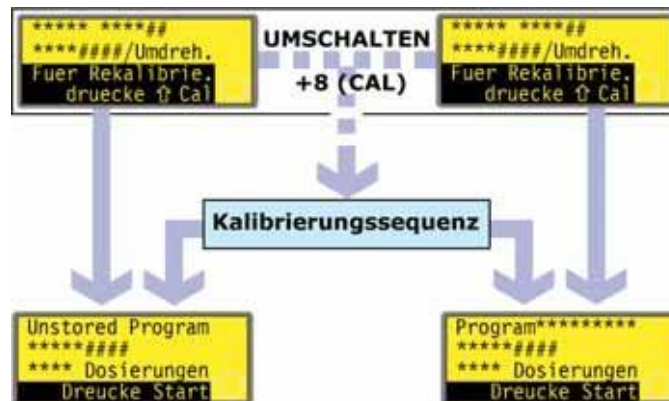 ***** ****##
****####/Umdreh.
Fuer Rekalibrie.
druecke ⇧ Cal
UMSCHALTEN
+8 (CAL)
***** ****##
****####/Umdreh.
Fuer Rekalibrie.
druecke ⇧ Cal
Kalibrierungssequenz
Unstored Program
*****####
**** Dosierungen
Dreucke Start
Program*********
*****####
**** Dosierungen
Dreucke Start